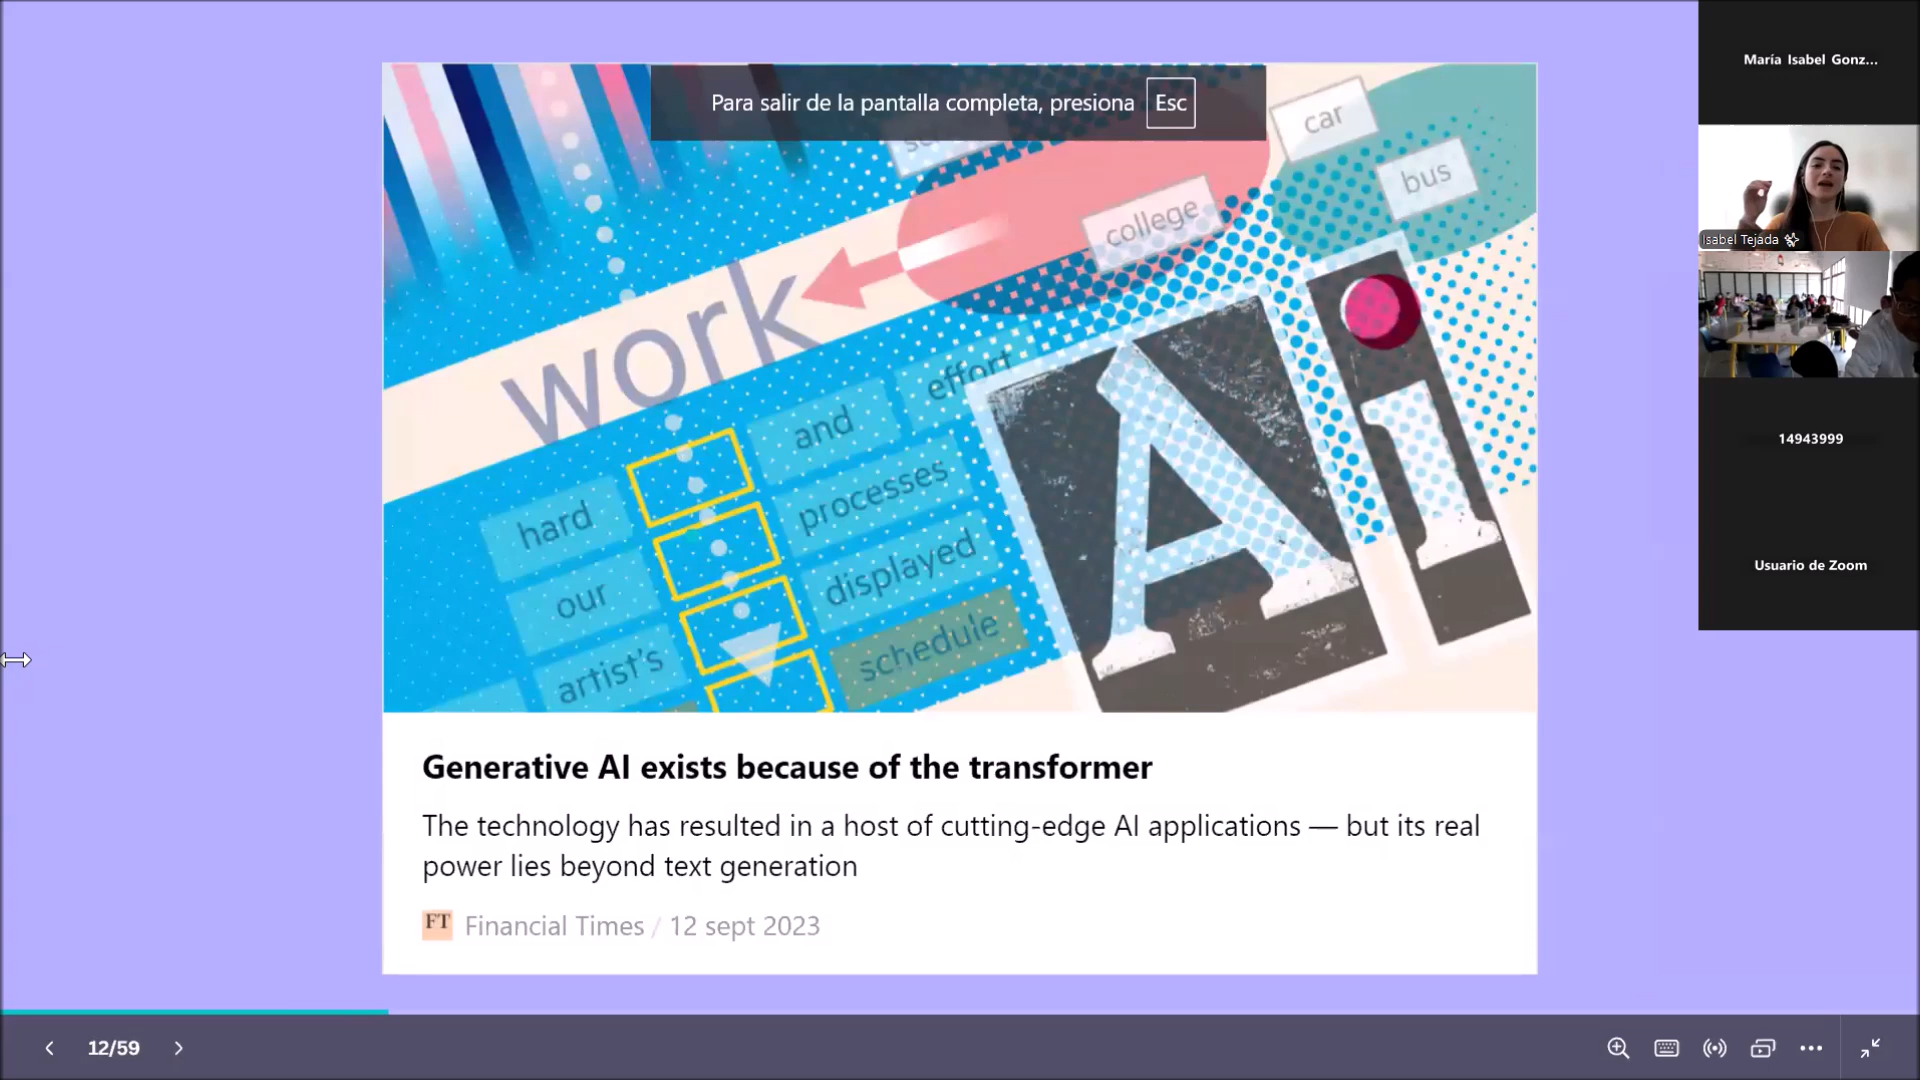 Para salir de la pantalla completa, presiona Esc
car
bus
college
work
effort
and
hard
processes
our
displayed
artist's
schedule
Ai
Generative AI exists because of the transformer
The technology has resulted in a host of cutting-edge AI applications — but its real
power lies beyond text generation
FT Financial Times / 12 sept 2023
12/59
María Isabel Gonz...
Isabel Tejada
14943999
Usuario de Zoom